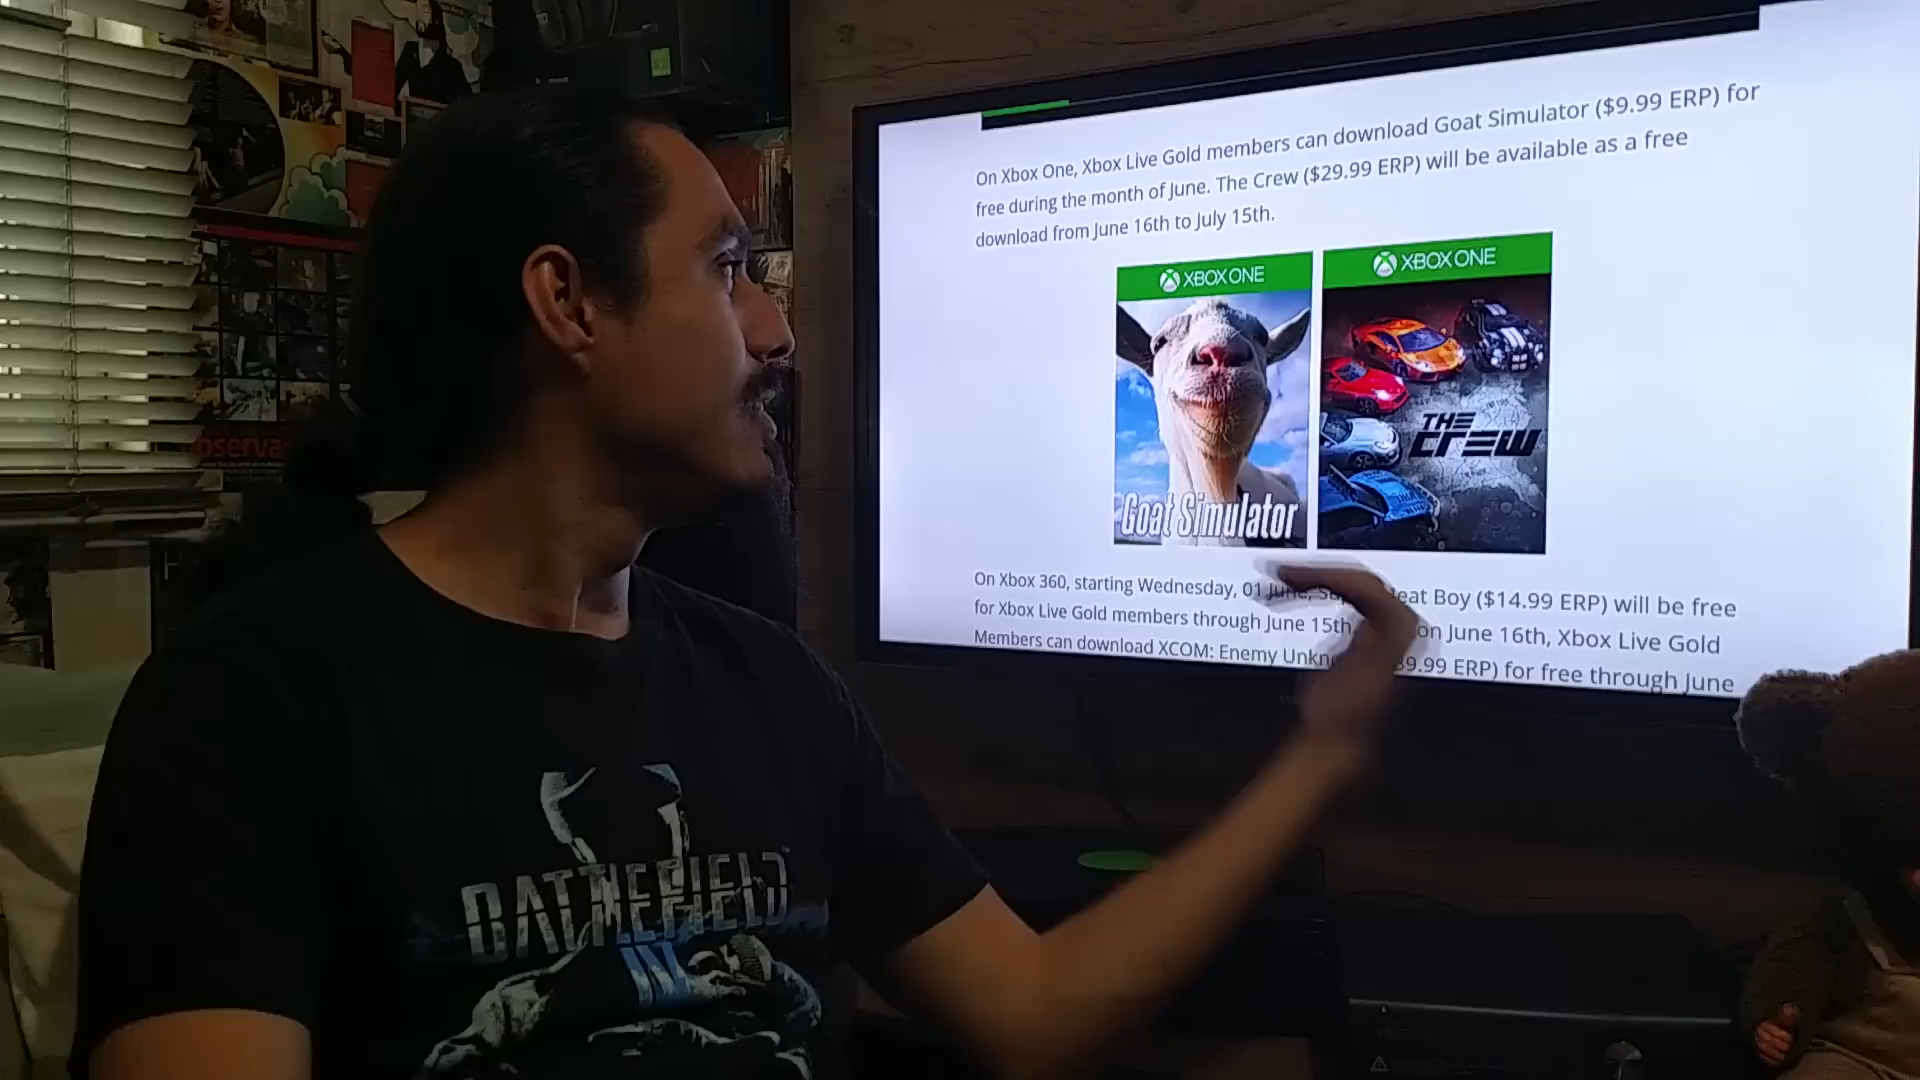 On Xbox One, Xbox Live Gold members can download Goat Simulator ($9.99 ERP) for
free during the month of June. The Crew ($29.99 ERP) will be available as a free
download from June 16th to July 15th.
XBOX ONE
XBOX ONE
THE
CREW
Goat Simulator
On Xbox 360, starting Wednesday, 01 June, eat Boy ($14.99 ERP) will be free
for Xbox Live Gold members through June 15th on June 16th, Xbox Live Gold
Members can download XCOM: Enemy 9.99 ERP) for free through June
BATTLEFIELD